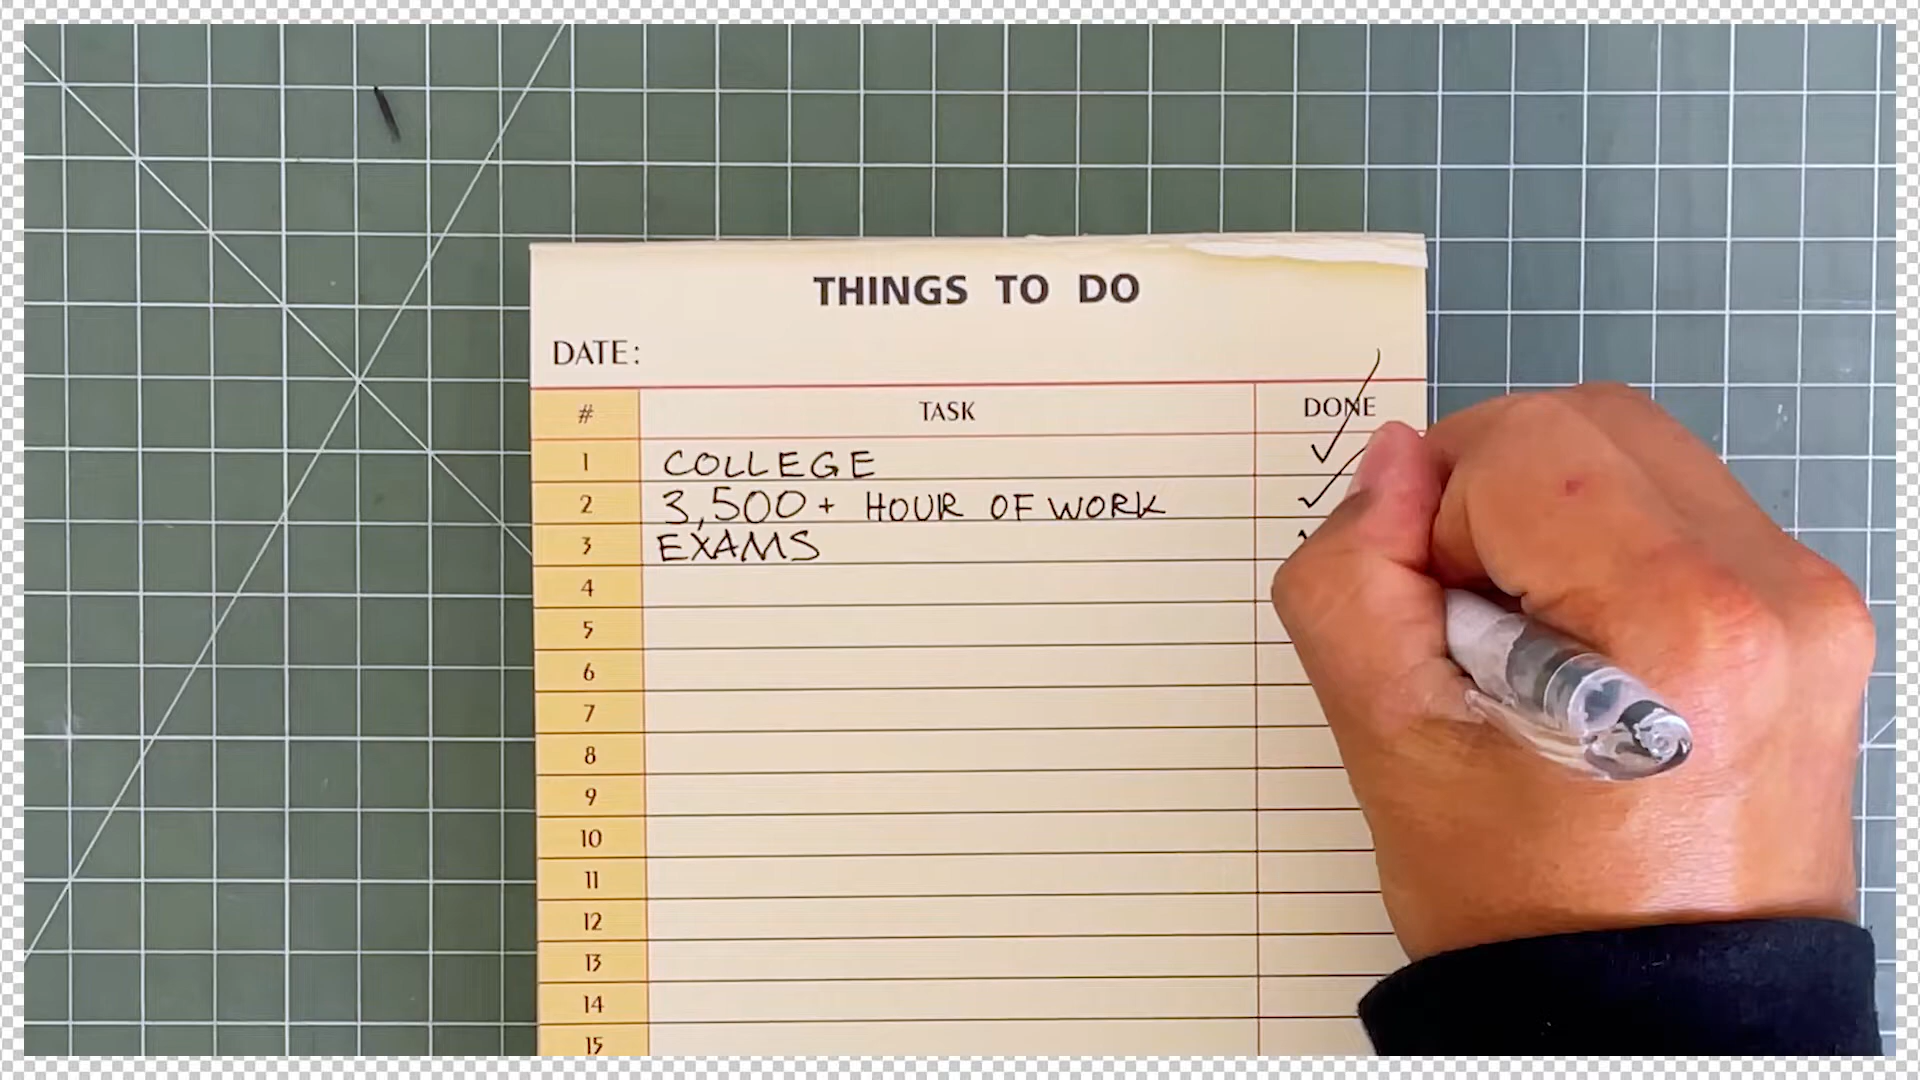 THINGS TO DO
DATE:
# TASK DONE
1 COLLEGE
2 3,500+ HOUR OF WORK
3 EXAMS
4
5
6
7
8
9
10
11
12
13
14
15